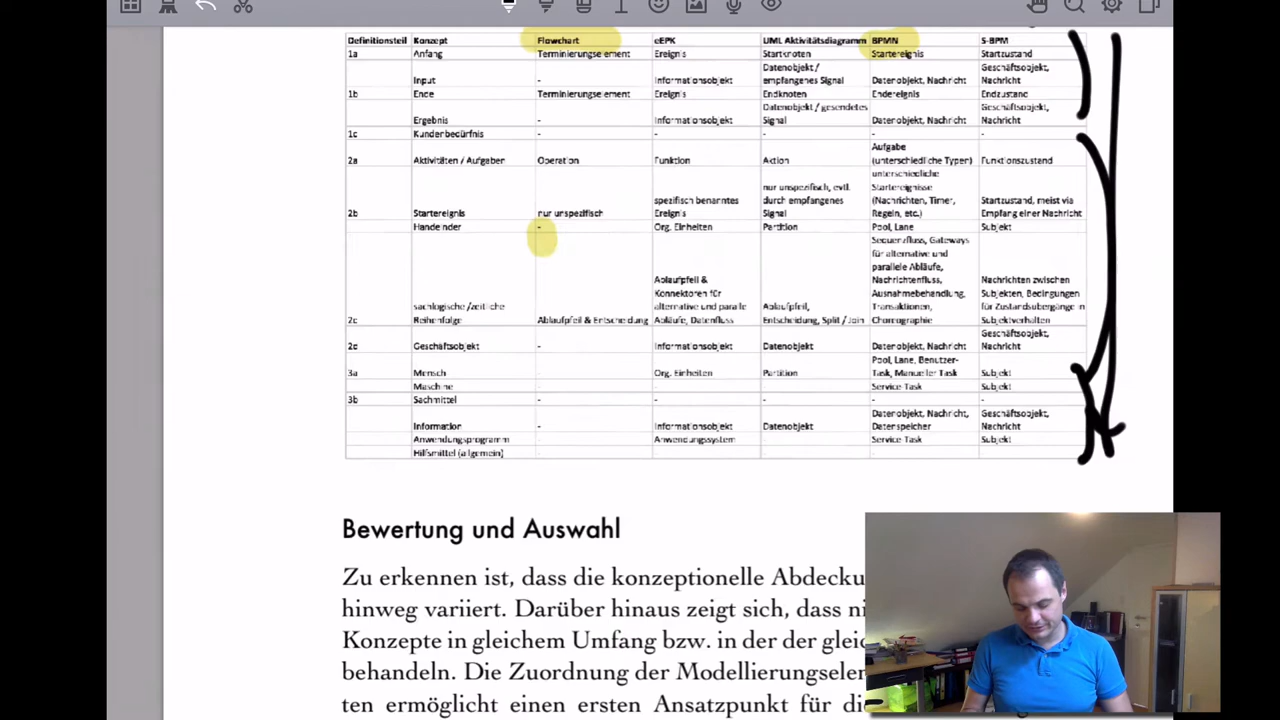 Definitionsteil Konzept Flowchart eEPK UML Aktivitätsdiagramm BPMN S-BPM
1a Anfang Terminierungselement Ereignis Startknoten Startereignis Startzustand
Datenobjekt / Geschäftsobjekt,
Input - Informationsobjekt empfangenes Signal Datenobjekt, Nachricht Nachricht
1b Ende Terminierungselement Ereignis Endknoten Endereignis Endzustand
Datenobjekt / gesendetes Geschäftsobjekt,
Ergebnis - Informationsobjekt Signal Datenobjekt, Nachricht Nachricht
1c Kundenbedürfnis - - - - -
Aufgabe
2a Aktivitäten / Aufgaben Operation Funktion Aktion (unterschiedliche Typen) Funktionszustand
unterschiedliche
nur unspezifisch, evtl. Startereignisse
spezifisch benanntes durch empfangenes (Nachrichten, Timer, Startzustand, meist via
2b Startereignis nur unspezifisch Ereignis Signal Regeln, etc.) Empfang einer Nachricht
Handelnder - Org. Einheiten Partition Pool, Lane Subjekt
Sequenzfluss, Gateways
für alternative und
parallele Abläufe,
Ablaufpfeil & Nachrichtenfluss, Nachrichten zwischen
Konnektoren für Ausnahmebehandlung, Subjekten, Bedingungen
sachlogische /zeitliche alternative und paralle Ablaufpfeil, Transaktionen, für Zustandsübergänge in
2c Reihenfolge Ablaufpfeil & Entscheidung Abläufe, Datenfluss Entscheidung, Split / Join Choreographie Subjektverhalten
Geschäftsobjekt,
Geschäftsobjekt - Informationsobjekt Datenobjekt Datenobjekt, Nachricht Nachricht
Pool, Lane, Benutzer-
3a Mensch - Org. Einheiten Partition Task, Manueller Task Subjekt
Maschine Service-Task Subjekt
3b Sachmittel - - - - -
Datenobjekt, Nachricht, Geschäftsobjekt,
Information - Informationsobjekt Datenobjekt Datenspeicher Nachricht
Anwendungsprogramm - Anwendungssystem Service-Task Subjekt
Hilfsmittel (allgemein)
Bewertung und Auswahl
Zu erkennen ist, dass die konzeptionelle Abdecku
hinweg variiert. Darüber hinaus zeigt sich, dass ni
Konzepte in gleichem Umfang bzw. in der der gleic
behandeln. Die Zuordnung der Modellierungselem
ten ermöglicht einen ersten Ansatzpunkt für di